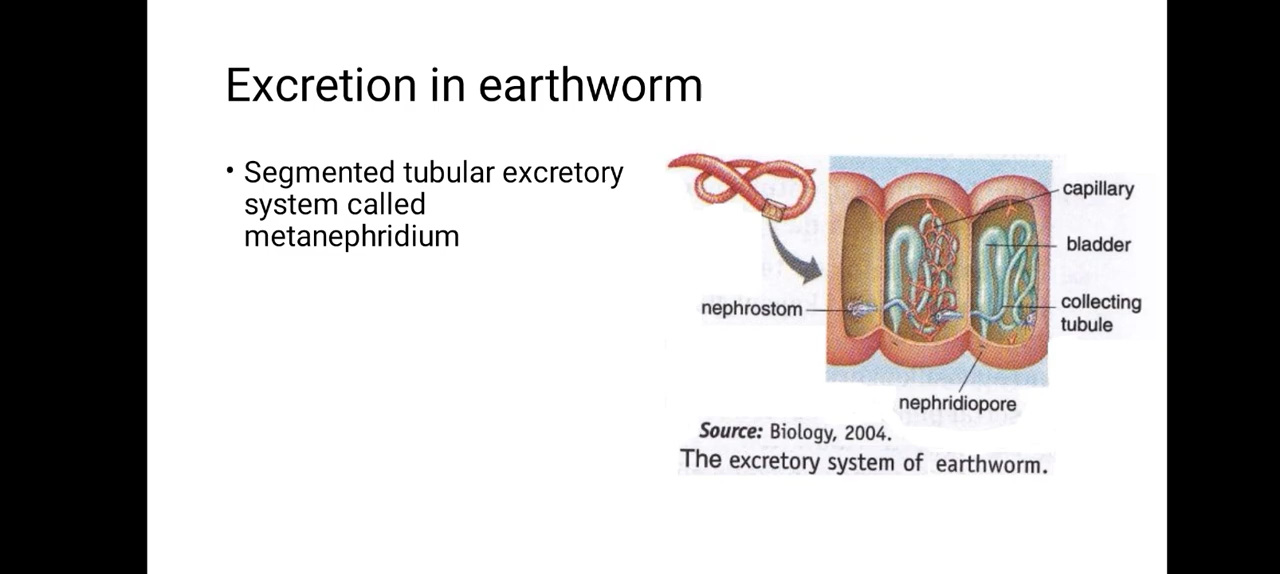 Excretion in earthworm
• Segmented tubular excretory
system called
metanephridium
capillary
bladder
nephrostom
collecting
tubule
nephridiopore
Source: Biology, 2004.
The excretory system of earthworm.